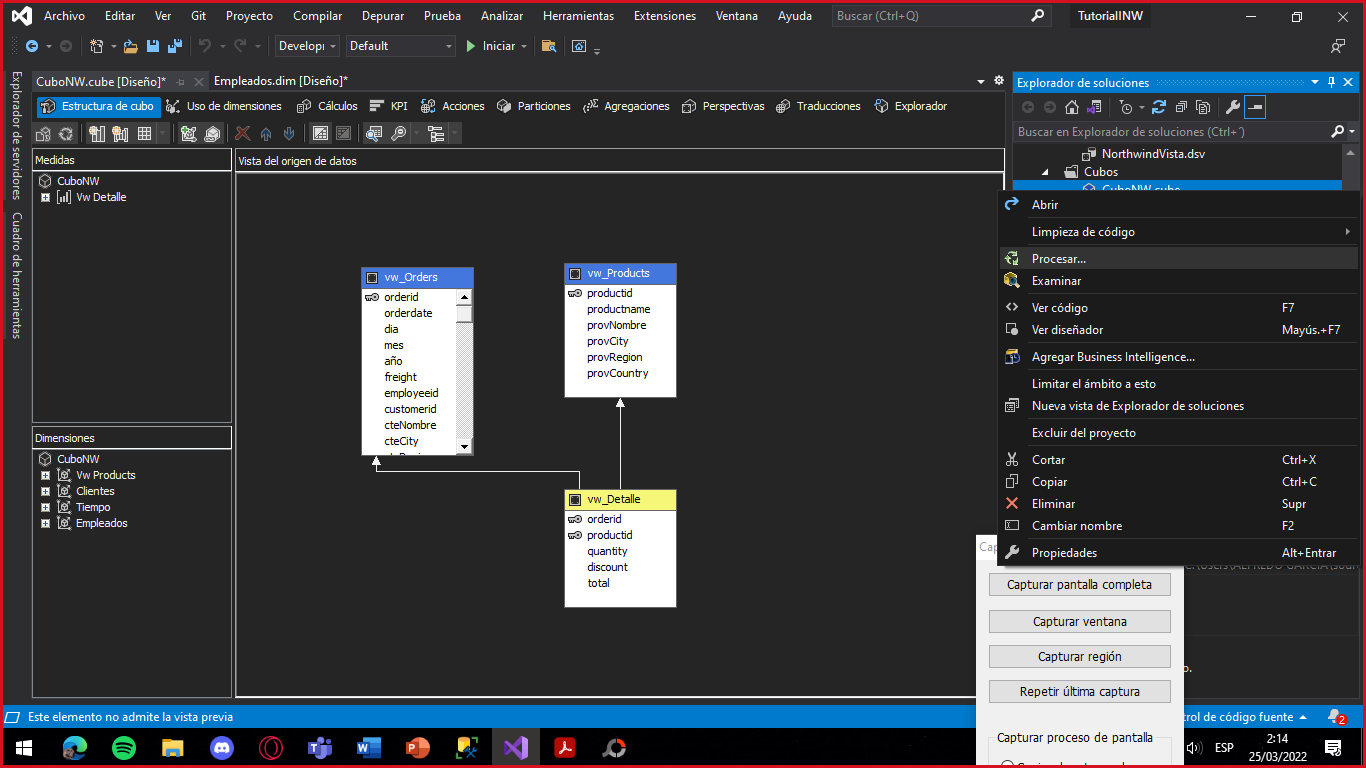 Archivo Editar Ver Git Proyecto Compilar Depurar Prueba Analizar Herramientas Extensiones Ventana Ayuda Buscar (Ctrl+Q) TutorialINW
Develop Default Iniciar
CuboNW.cube [Diseño]* Empleados.dim [Diseño]*
Estructura de cubo Uso de dimensiones Cálculos KPI Acciones Particiones Agregaciones Perspectivas Traducciones Explorador
Explorador de servidores
Cuadro de herramientas
Medidas
CuboNW
Vw Detalle
Dimensiones
CuboNW
Vw Products
Clientes
Tiempo
Empleados
Vista del origen de datos
vw_Orders
orderid
orderdate
dia
mes
año
freight
employeeid
customerid
cteNombre
cteCity
vw_Products
productid
productname
provNombre
provCity
provRegion
provCountry
vw_Detalle
orderid
productid
quantity
discount
total
Explorador de soluciones
Buscar en Explorador de soluciones (Ctrl+´)
NorthwindVista.dsv
Cubos
CuboNW.cube
Abrir
Limpieza de código
Procesar...
Examinar
Ver código F7
Ver diseñador Mayús.+F7
Agregar Business Intelligence...
Limitar el ámbito a esto
Nueva vista de Explorador de soluciones
Excluir del proyecto
Cortar Ctrl+X
Copiar Ctrl+C
Eliminar Supr
Cambiar nombre F2
Propiedades Alt+Entrar
Capturar pantalla completa
Capturar ventana
Capturar región
Repetir última captura
Capturar proceso de pantalla
Este elemento no admite la vista previa
trol de código fuente 2
ESP
2:14
25/03/2022